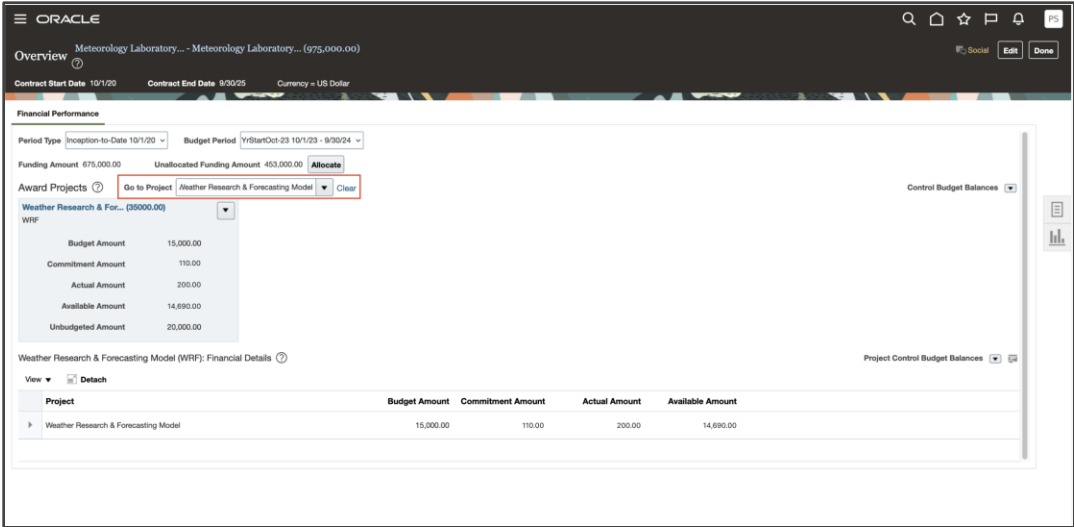 ORACLE
PS
Overview Meteorology Laboratory... - Meteorology Laboratory... (975,000.00)
Social Edit Done
Contract Start Date 10/1/20 Contract End Date 9/30/25 Currency = US Dollar
Financial Performance
Period Type Inception-to-Date 10/1/20 Budget Period YrStartOct-23 10/1/23 - 9/30/24
Funding Amount 675,000.00 Unallocated Funding Amount 453,000.00 Allocate
Award Projects Go to Project Weather Research & Forecasting Model Clear Control Budget Balances
Weather Research & For... (35000.00)
WRF
Budget Amount 15,000.00
Commitment Amount 110.00
Actual Amount 200.00
Available Amount 14,690.00
Unbudgeted Amount 20,000.00
Weather Research & Forecasting Model (WRF): Financial Details Project Control Budget Balances
View Detach
Project Budget Amount Commitment Amount Actual Amount Available Amount
Weather Research & Forecasting Model 15,000.00 110.00 200.00 14,690.00